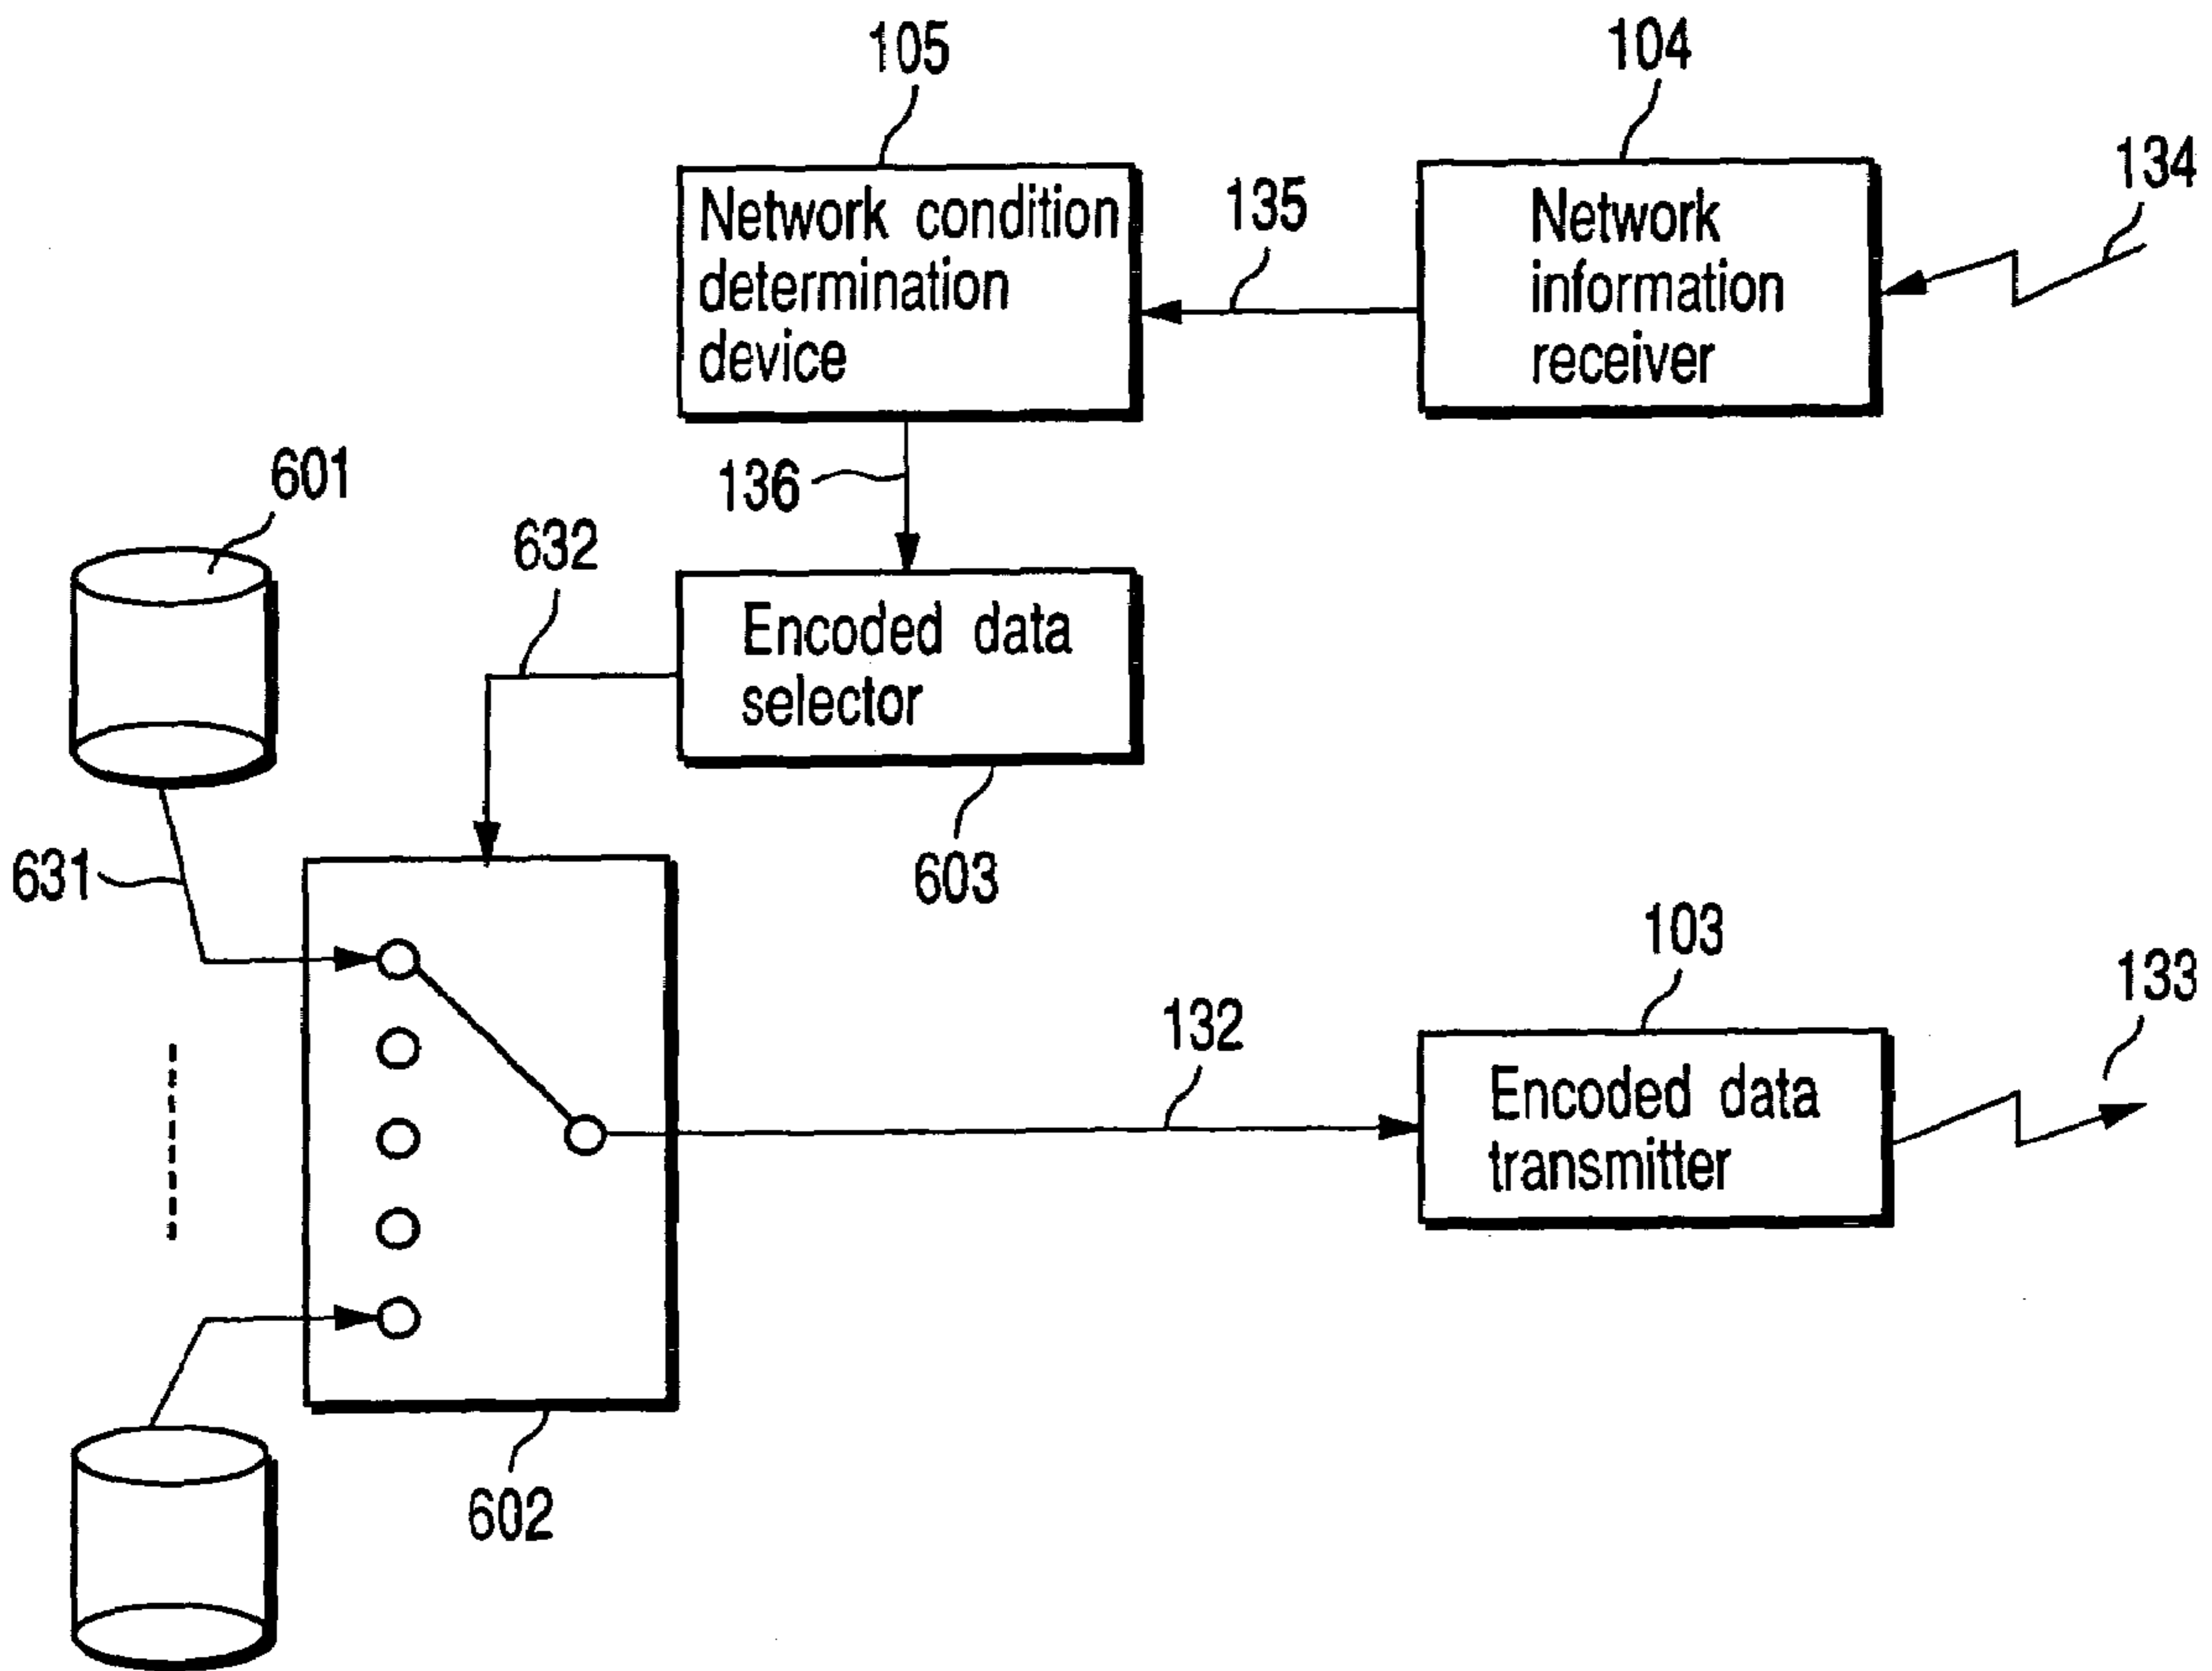 105
104
134
Network condition
determination
device
135
Network
information
receiver
601
136
632
Encoded data
selector
631
603
103
133
132
Encoded data
transmitter
602